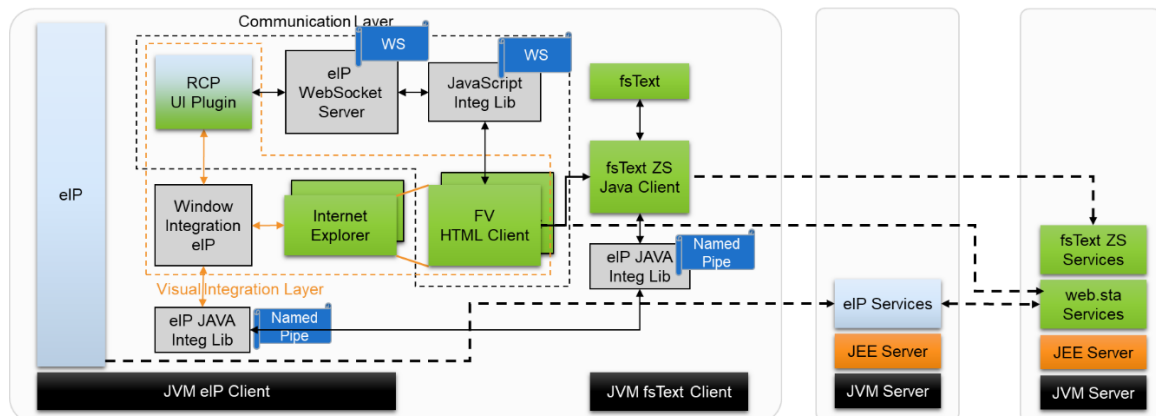 Communication Layer
WS
WS
RCP
UI Plugin
eIP
WebSocket
Server
JavaScript
Integ Lib
fsText
eIP
fsText ZS
Java Client
Window
Integration
eIP
Internet
Explorer
FV
HTML Client
eIP JAVA
Integ Lib
Named
Pipe
fsText ZS
Services
Visual Integration Layer
eIP JAVA
Integ Lib
Named
Pipe
eIP Services
web.sta
Services
JEE Server
JEE Server
JVM eIP Client
JVM fsText Client
JVM Server
JVM Server